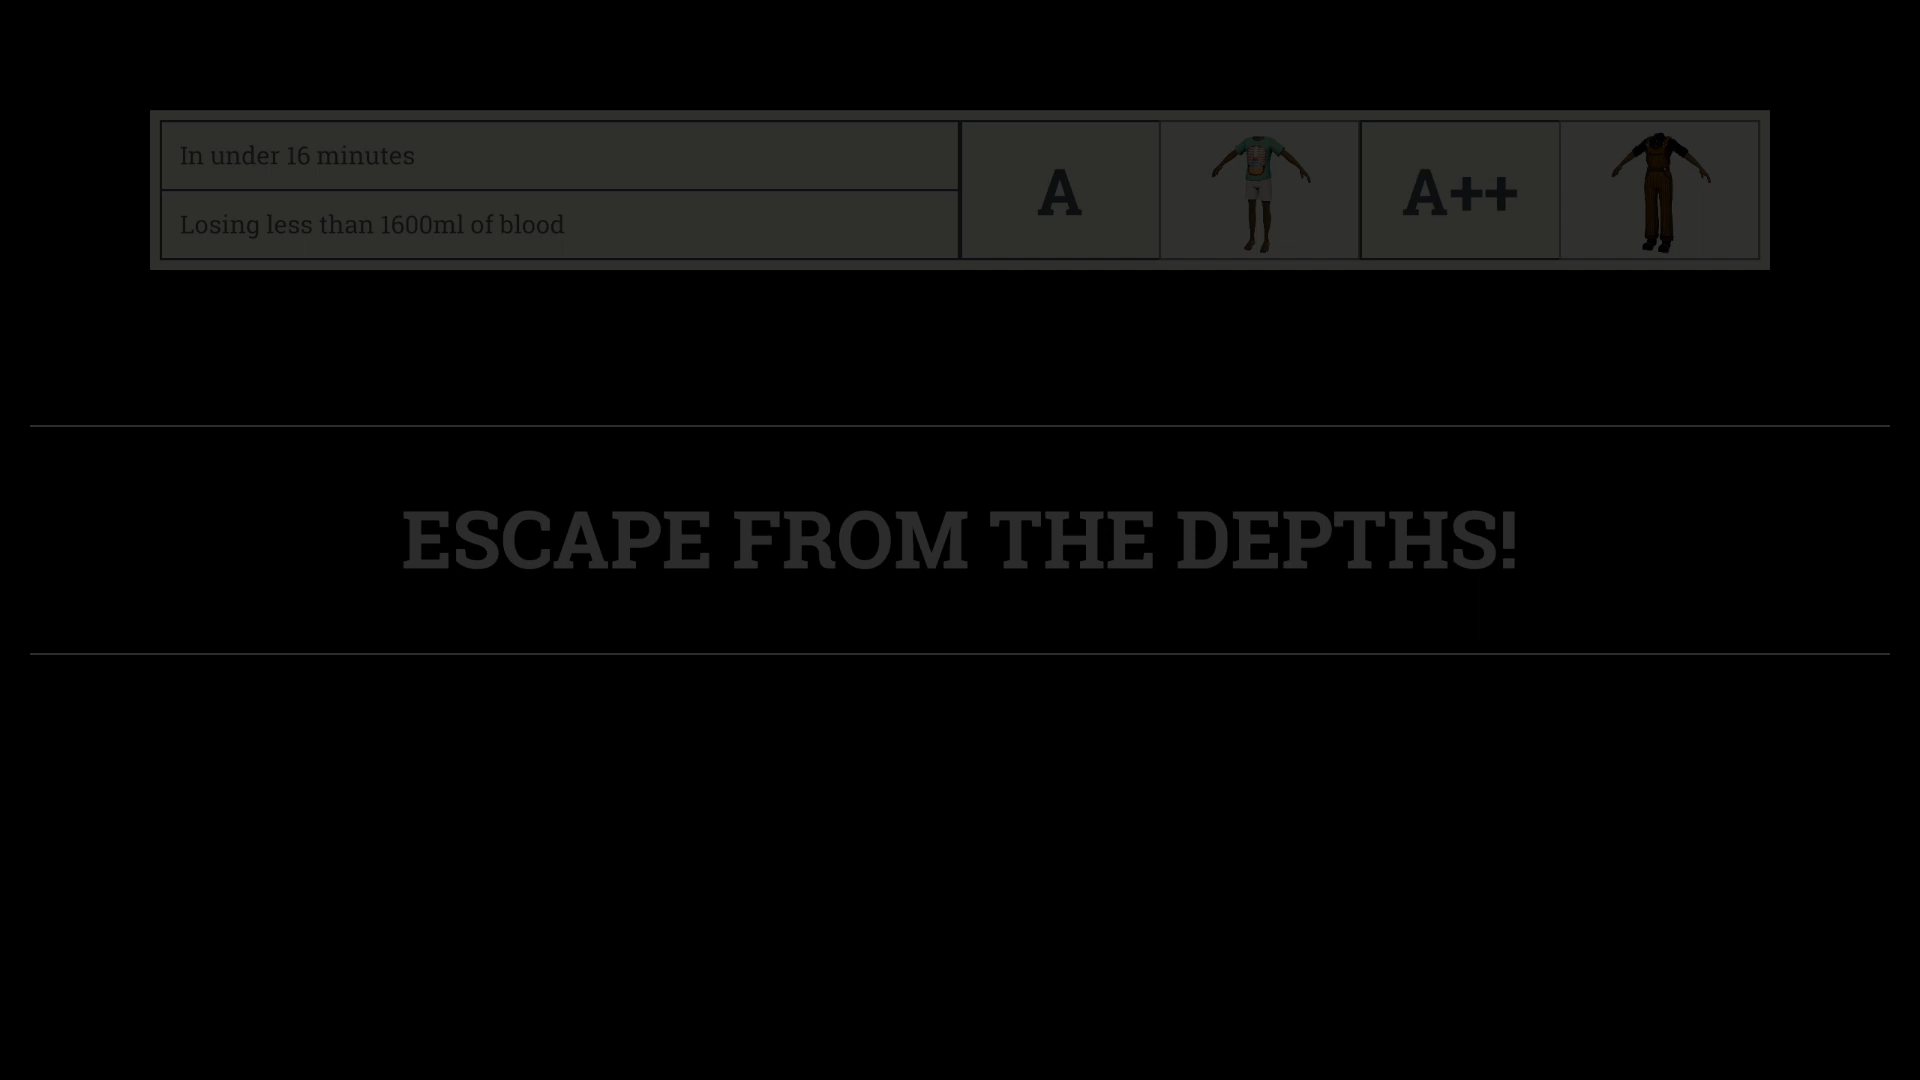 In under 16 minutes
Losing less than 1600ml of blood
A
A++
ESCAPE FROM THE DEPTHS!